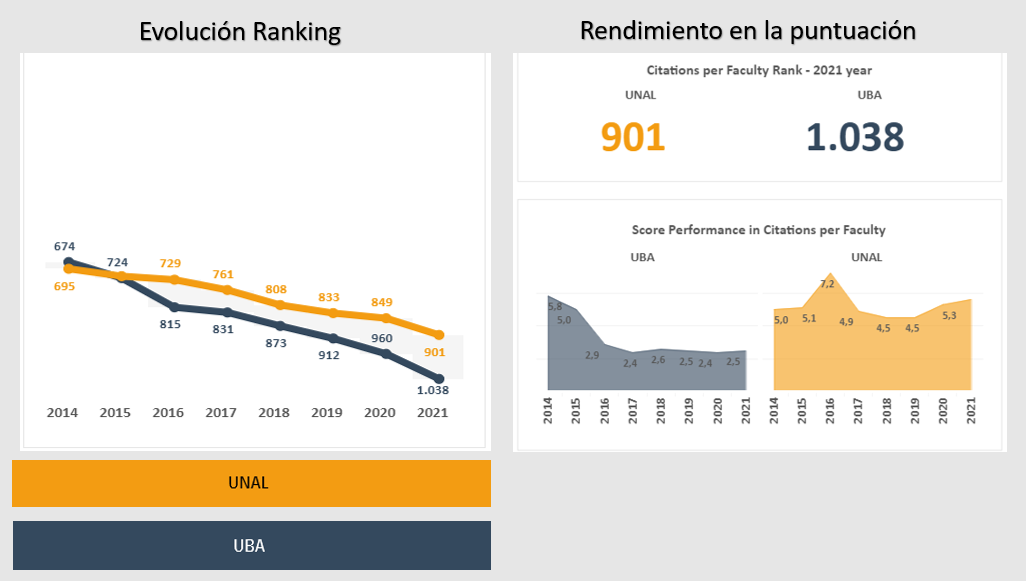 Evolución Ranking
674
695
724
729
815
761
831
808
873
833
912
849
960
901
1.038
2014 2015 2016 2017 2018 2019 2020 2021
UNAL
UBA
Rendimiento en la puntuación
Citations per Faculty Rank - 2021 year
UNAL UBA
901 1.038
Score Performance in Citations per Faculty
UBA UNAL
5,8 5,0 2,9 2,4 2,6 2,5 2,4 2,5
5,0 5,1 7,2 4,9 4,5 4,5 5,3
2014 2015 2016 2017 2018 2019 2020 2021
2014 2015 2016 2017 2018 2019 2020 2021